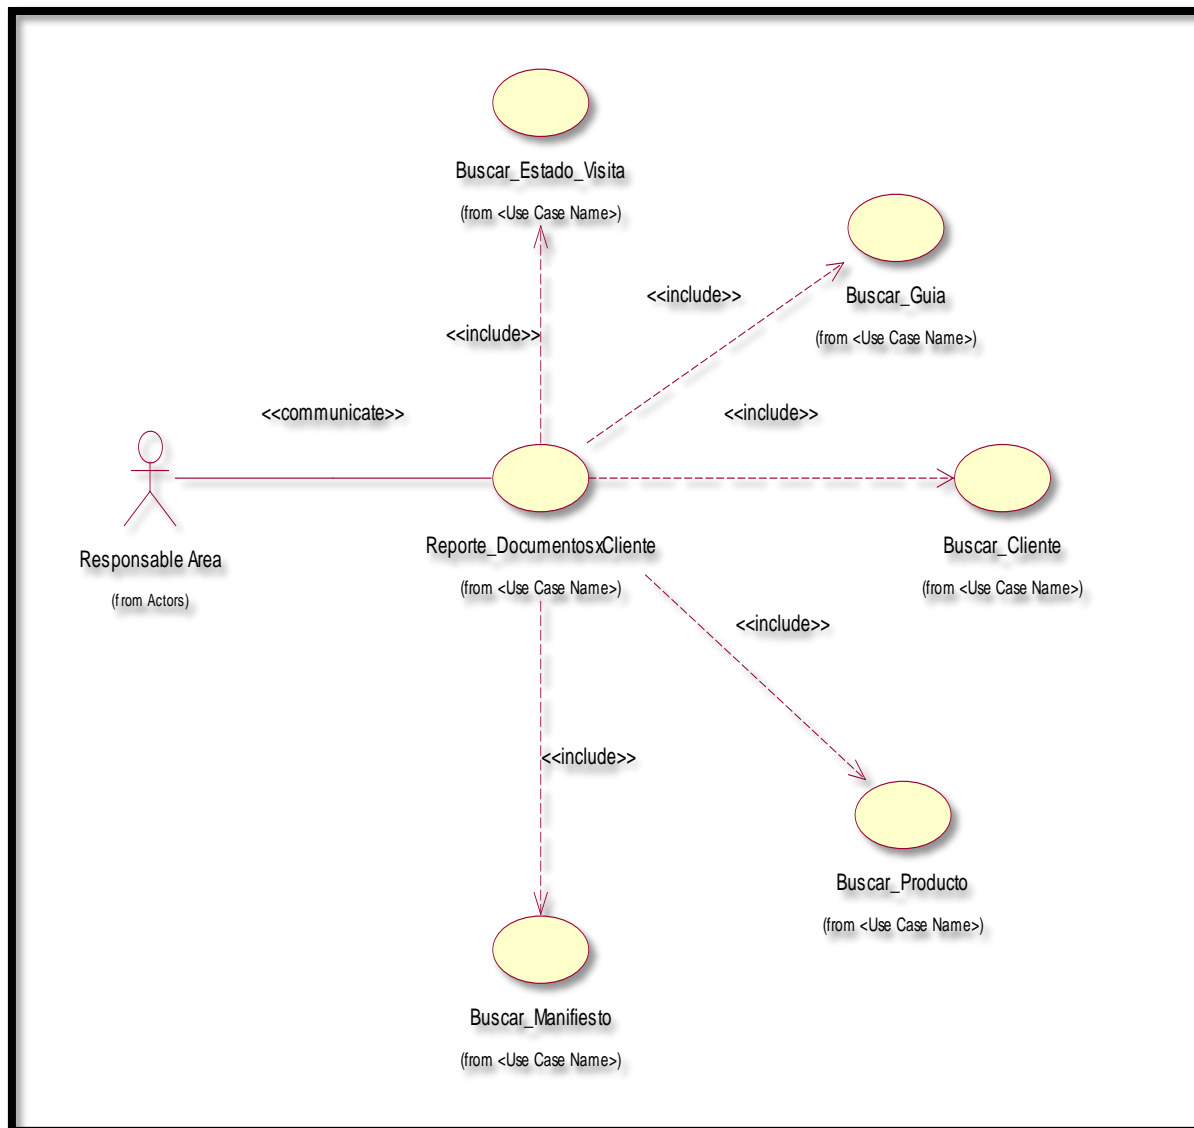 Buscar_Estado_Visita
(from <Use Case Name>)
Buscar_Guia
(from <Use Case Name>)
<<include>>
<<include>>
<<communicate>>
<<include>>
Responsable Area
(from Actors)
Reporte_DocumentosxCliente
(from <Use Case Name>)
Buscar_Cliente
(from <Use Case Name>)
<<include>>
<<include>>
Buscar_Producto
(from <Use Case Name>)
Buscar_Manifiesto
(from <Use Case Name>)